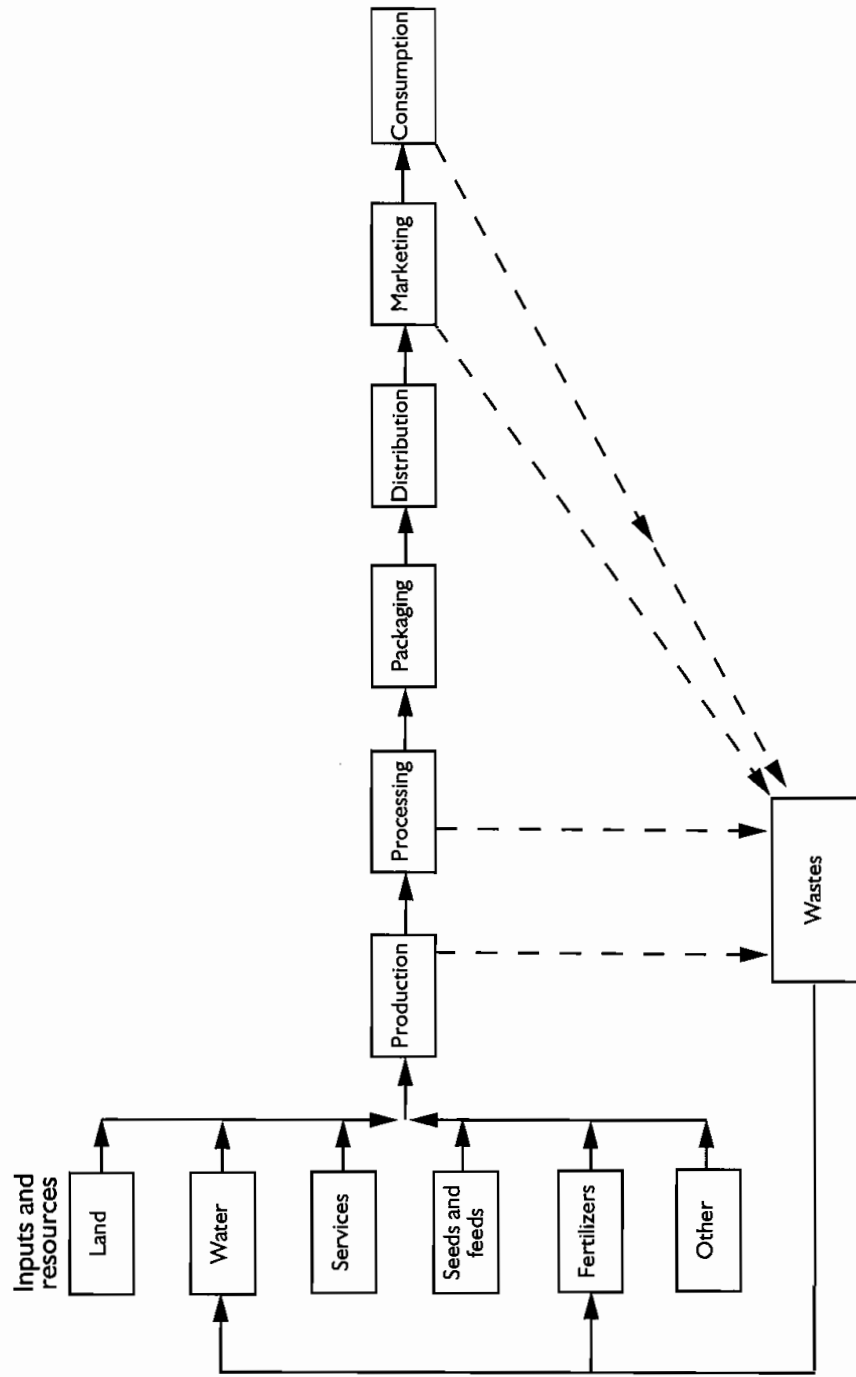 Inputs and
resources
Land
Water
Services
Seeds and
feeds
Fertilizers
Other
Production
Processing
Packaging
Distribution
Marketing
Consumption
Wastes